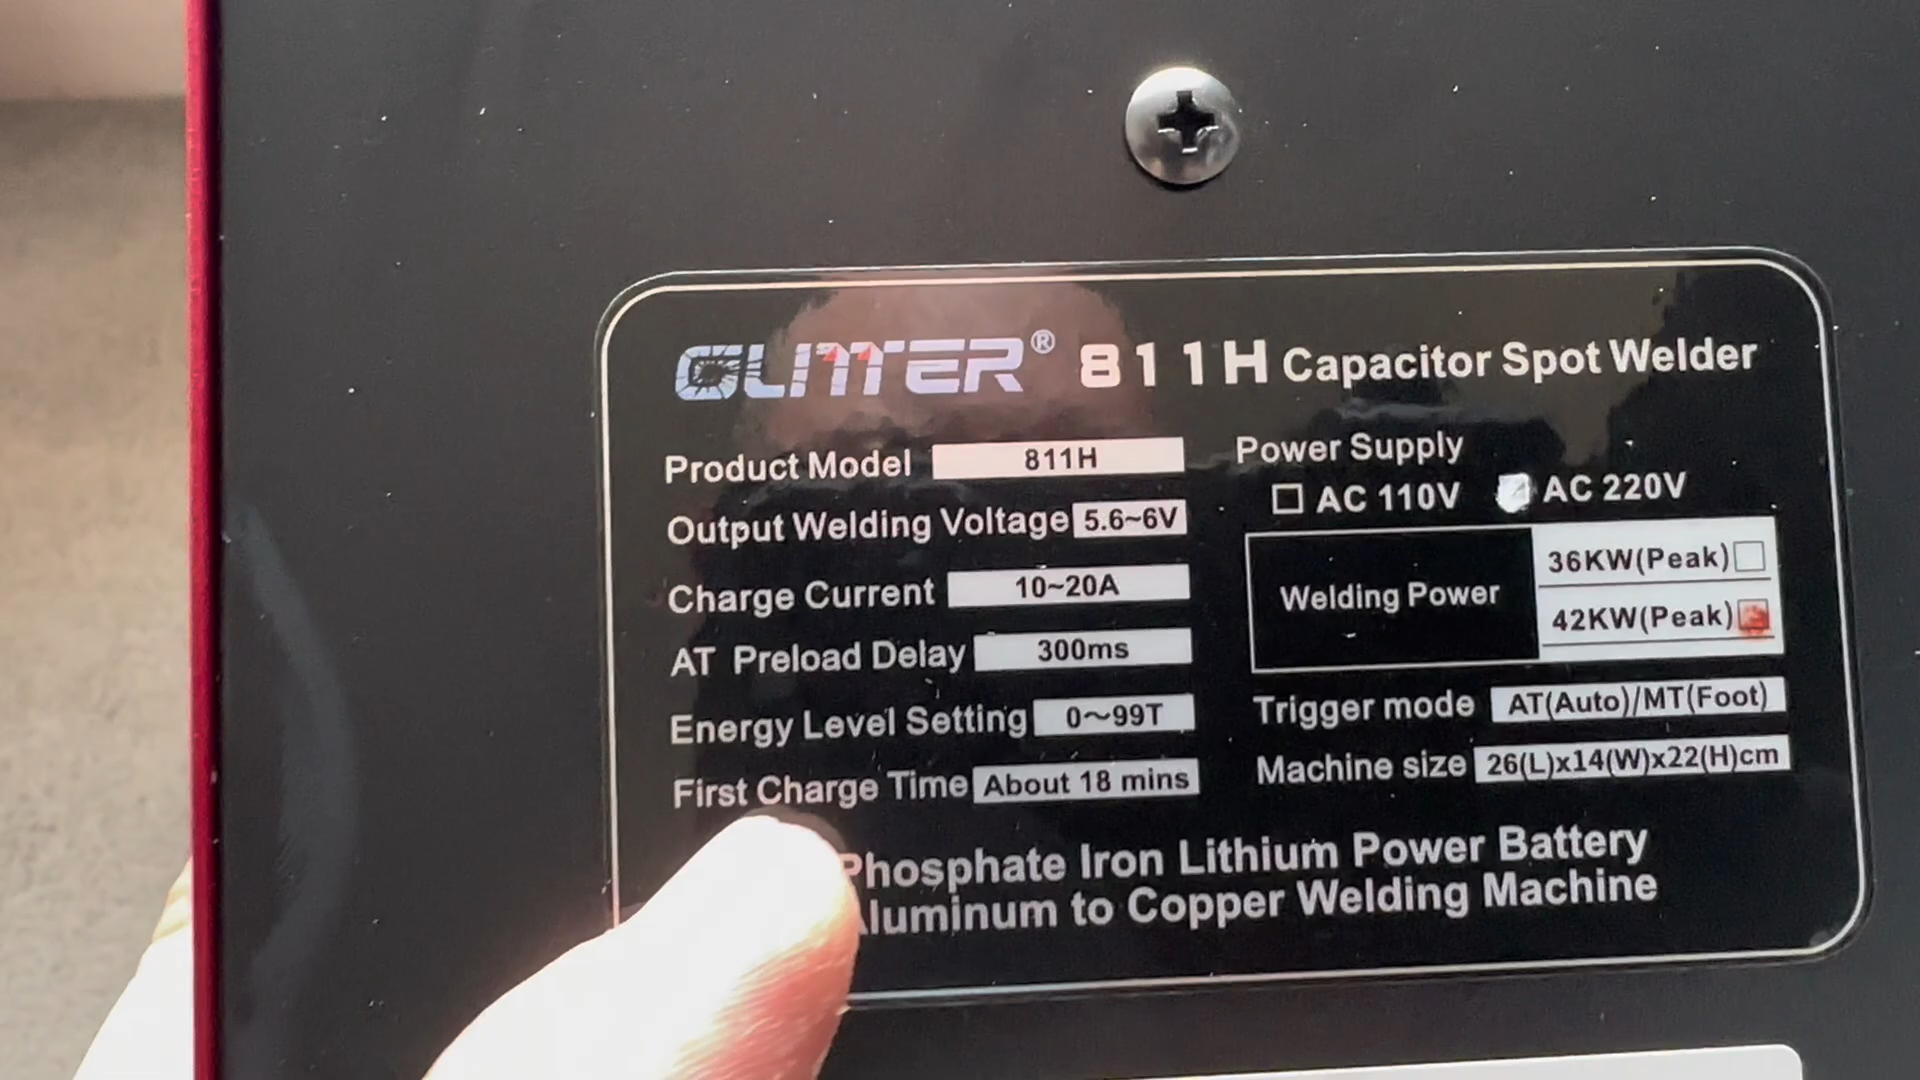 GLITTER® 811H Capacitor Spot Welder
Product Model 811H
Output Welding Voltage 5.6~6V
Charge Current 10~20A
AT Preload Delay 300ms
Energy Level Setting 0~99T
First Charge Time About 18 mins
Power Supply
AC 110V AC 220V
Welding Power
36KW(Peak)
42KW(Peak)
Trigger mode AT(Auto)/MT(Foot)
Machine size 26(L)x14(W)x22(H)cm
Phosphate Iron Lithium Power Battery
luminum to Copper Welding Machine